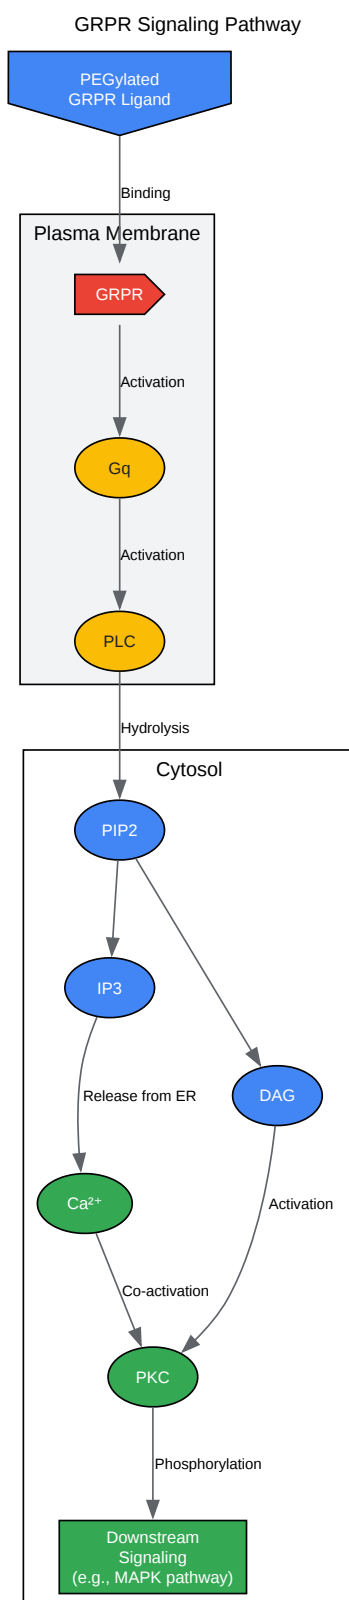 GRPR Signaling Pathway
PEGylated
GRPR Ligand
Binding
Plasma Membrane
GRPR
Activation
Gq
Activation
PLC
Hydrolysis
Cytosol
PIP2
IP3
DAG
Release from ER
Ca²⁺
Activation
Co-activation
PKC
Phosphorylation
Downstream
Signaling
(e.g., MAPK pathway)